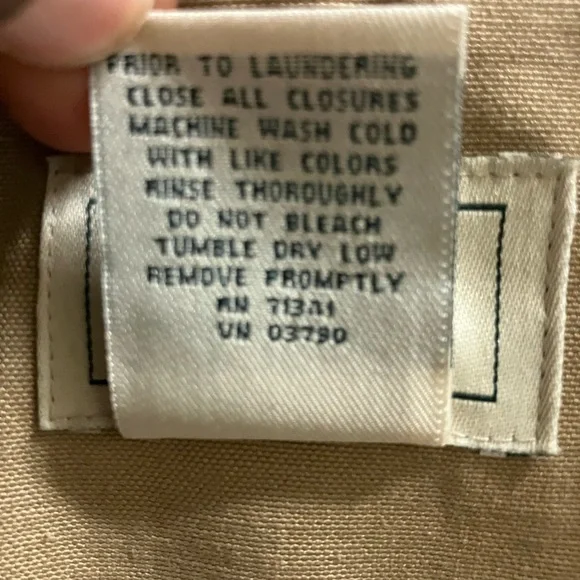 PRIOR TO LAUNDERING
CLOSE ALL CLOSURES
MACHINE WASH COLD
WITH LIKE COLORS
RINSE THOROUGHLY
DO NOT BLEACH
TUMBLE DRY LOW
REMOVE PROMPTLY
RN 71341
VN 03790